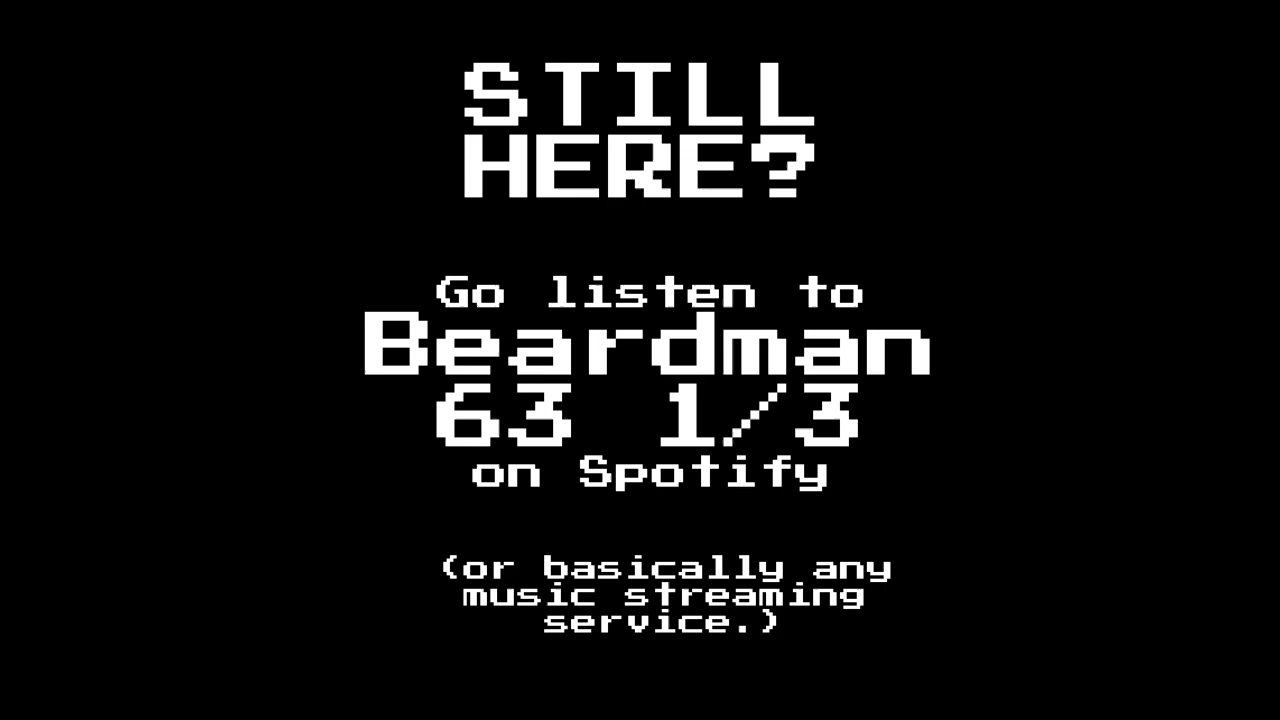 STILL
HERE?
Go listen to
Beardman
63 1/3
on Spotify
(or basically any
music streaming
service.)